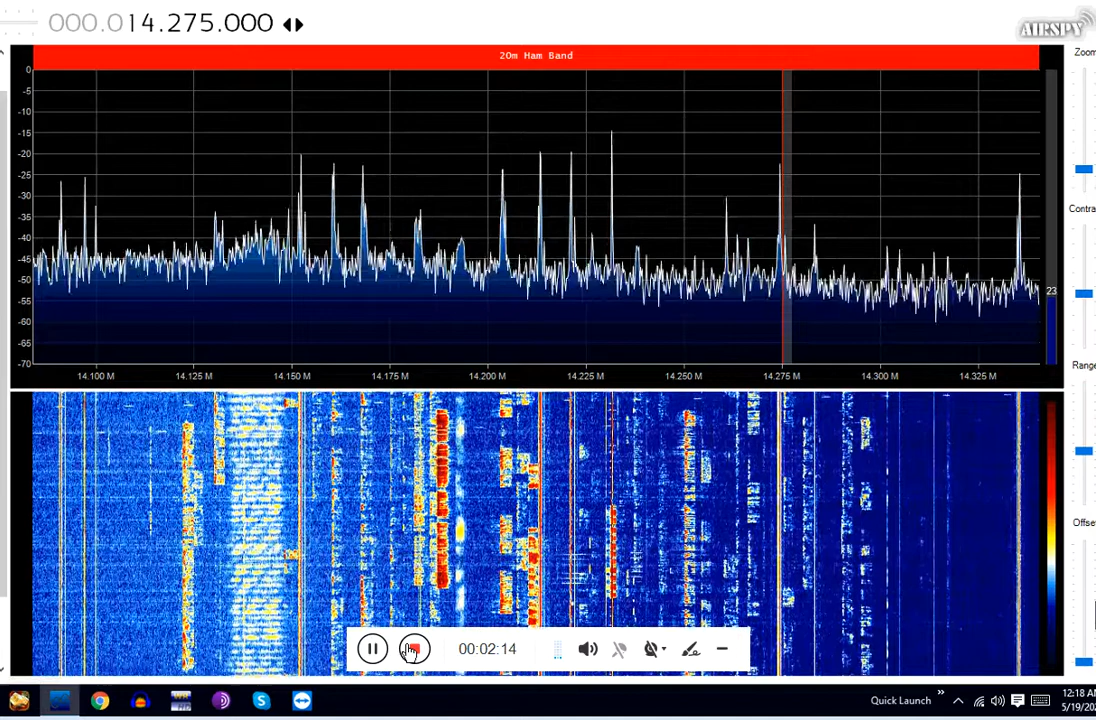 000.014.275.000
AIRSPY
Zoom
20m Ham Band
0
-5
-10
-15
-20
-25
-30
-35
-40
-45
-50
-55
-60
-65
-70
23
14.100 M 14.125 M 14.150 M 14.175 M 14.200 M 14.225 M 14.250 M 14.275 M 14.300 M 14.325 M
Contra
Range
Offset
00:02:14
Quick Launch
12:18 AM
5/19/202